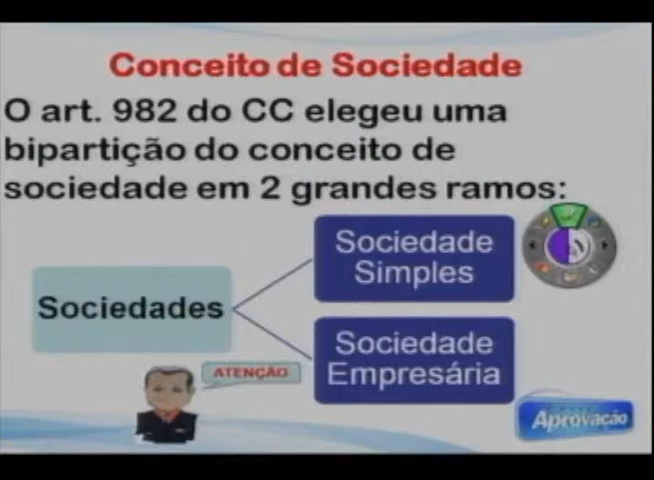 Conceito de Sociedade
O art. 982 do CC elegeu uma
bipartição do conceito de
sociedade em 2 grandes ramos:
Sociedade
Simples
Sociedades
Sociedade
Empresária
ATENÇÃO
Aprovação